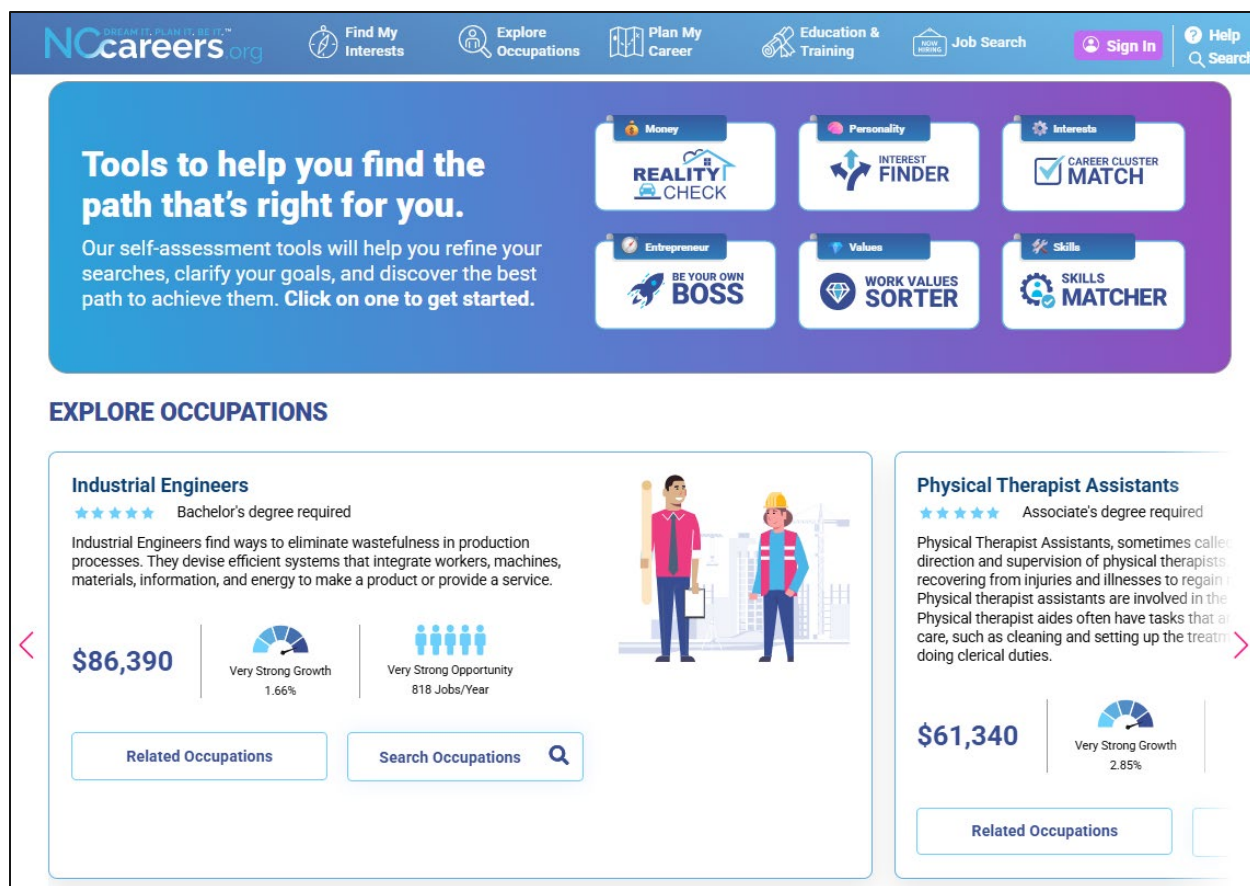 DREAM IT. PLAN IT. BE IT.™
NCcareers.org
Find My
Interests
Explore
Occupations
Plan My
Career
Education &
Training
NOW
HIRING
Job Search
Sign In
Help
Search
Tools to help you find the
path that's right for you.
Our self-assessment tools will help you refine your
searches, clarify your goals, and discover the best
path to achieve them. Click on one to get started.
Money
REALITY
CHECK
Personality
INTEREST
FINDER
Interests
CAREER CLUSTER
MATCH
Entrepreneur
BE YOUR OWN
BOSS
Values
WORK VALUES
SORTER
Skills
SKILLS
MATCHER
EXPLORE OCCUPATIONS
Industrial Engineers
Bachelor's degree required
Industrial Engineers find ways to eliminate wastefulness in production
processes. They devise efficient systems that integrate workers, machines,
materials, information, and energy to make a product or provide a service.
$86,390
Very Strong Growth
1.66%
Very Strong Opportunity
818 Jobs/Year
Related Occupations
Search Occupations
Physical Therapist Assistants
Associate's degree required
Physical Therapist Assistants, sometimes called
direction and supervision of physical therapists.
recovering from injuries and illnesses to regain
Physical therapist assistants are involved in the
Physical therapist aides often have tasks that
care, such as cleaning and setting up the
doing clerical duties.
$61,340
Very Strong Growth
2.85%
Related Occupations